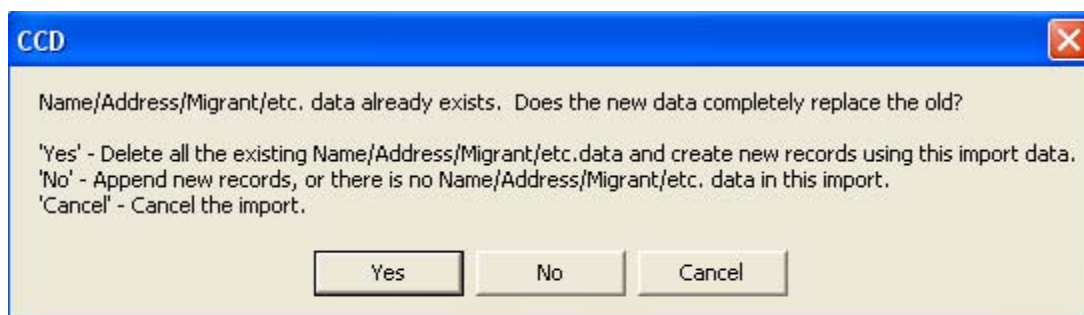 CCD
Name/Address/Migrant/etc. data already exists.  Does the new data completely replace the old?
'Yes' - Delete all the existing Name/Address/Migrant/etc.data and create new records using this import data.
'No' - Append new records, or there is no Name/Address/Migrant/etc. data in this import.
'Cancel' - Cancel the import.
Yes No Cancel